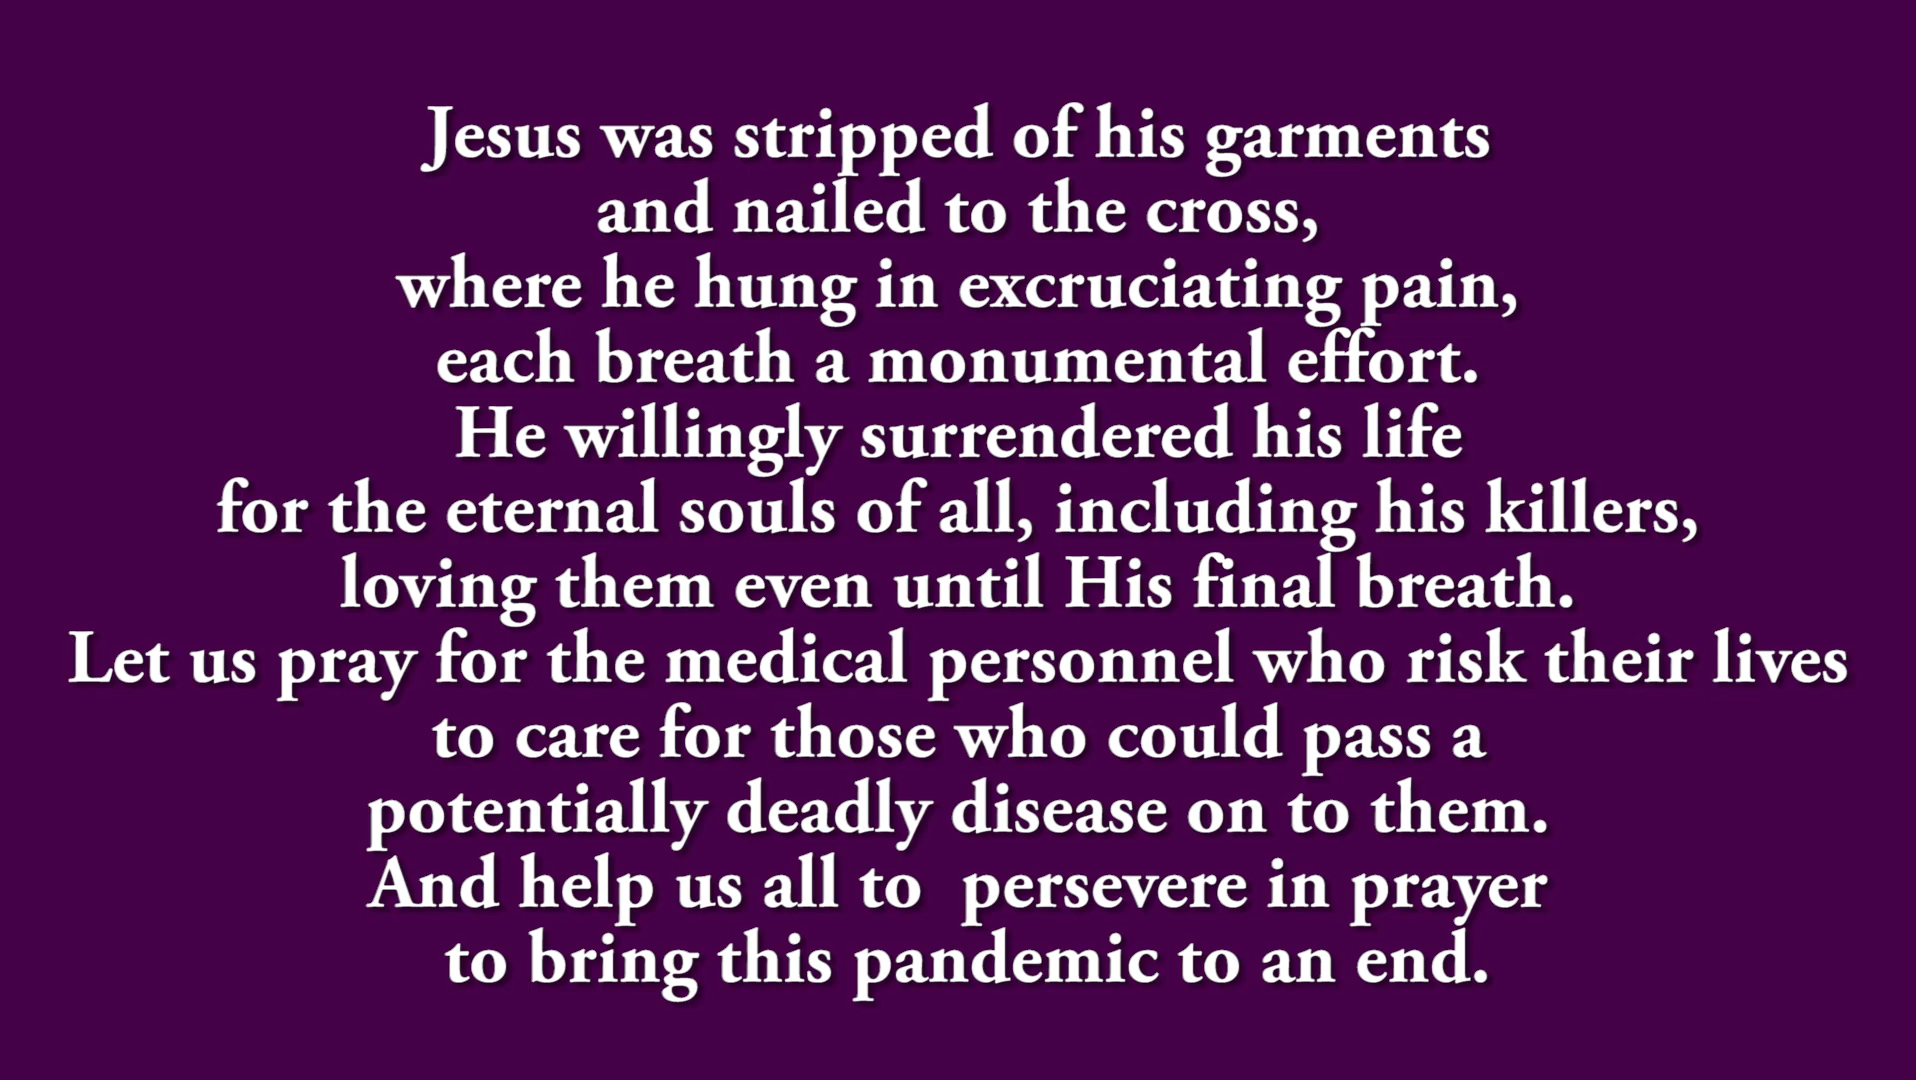 Jesus was stripped of his garments
and nailed to the cross,
where he hung in excruciating pain,
each breath a monumental effort.
He willingly surrendered his life
for the eternal souls of all, including his killers,
loving them even until His final breath.
Let us pray for the medical personnel who risk their lives
to care for those who could pass a
potentially deadly disease on to them.
And help us all to  persevere in prayer
to bring this pandemic to an end.